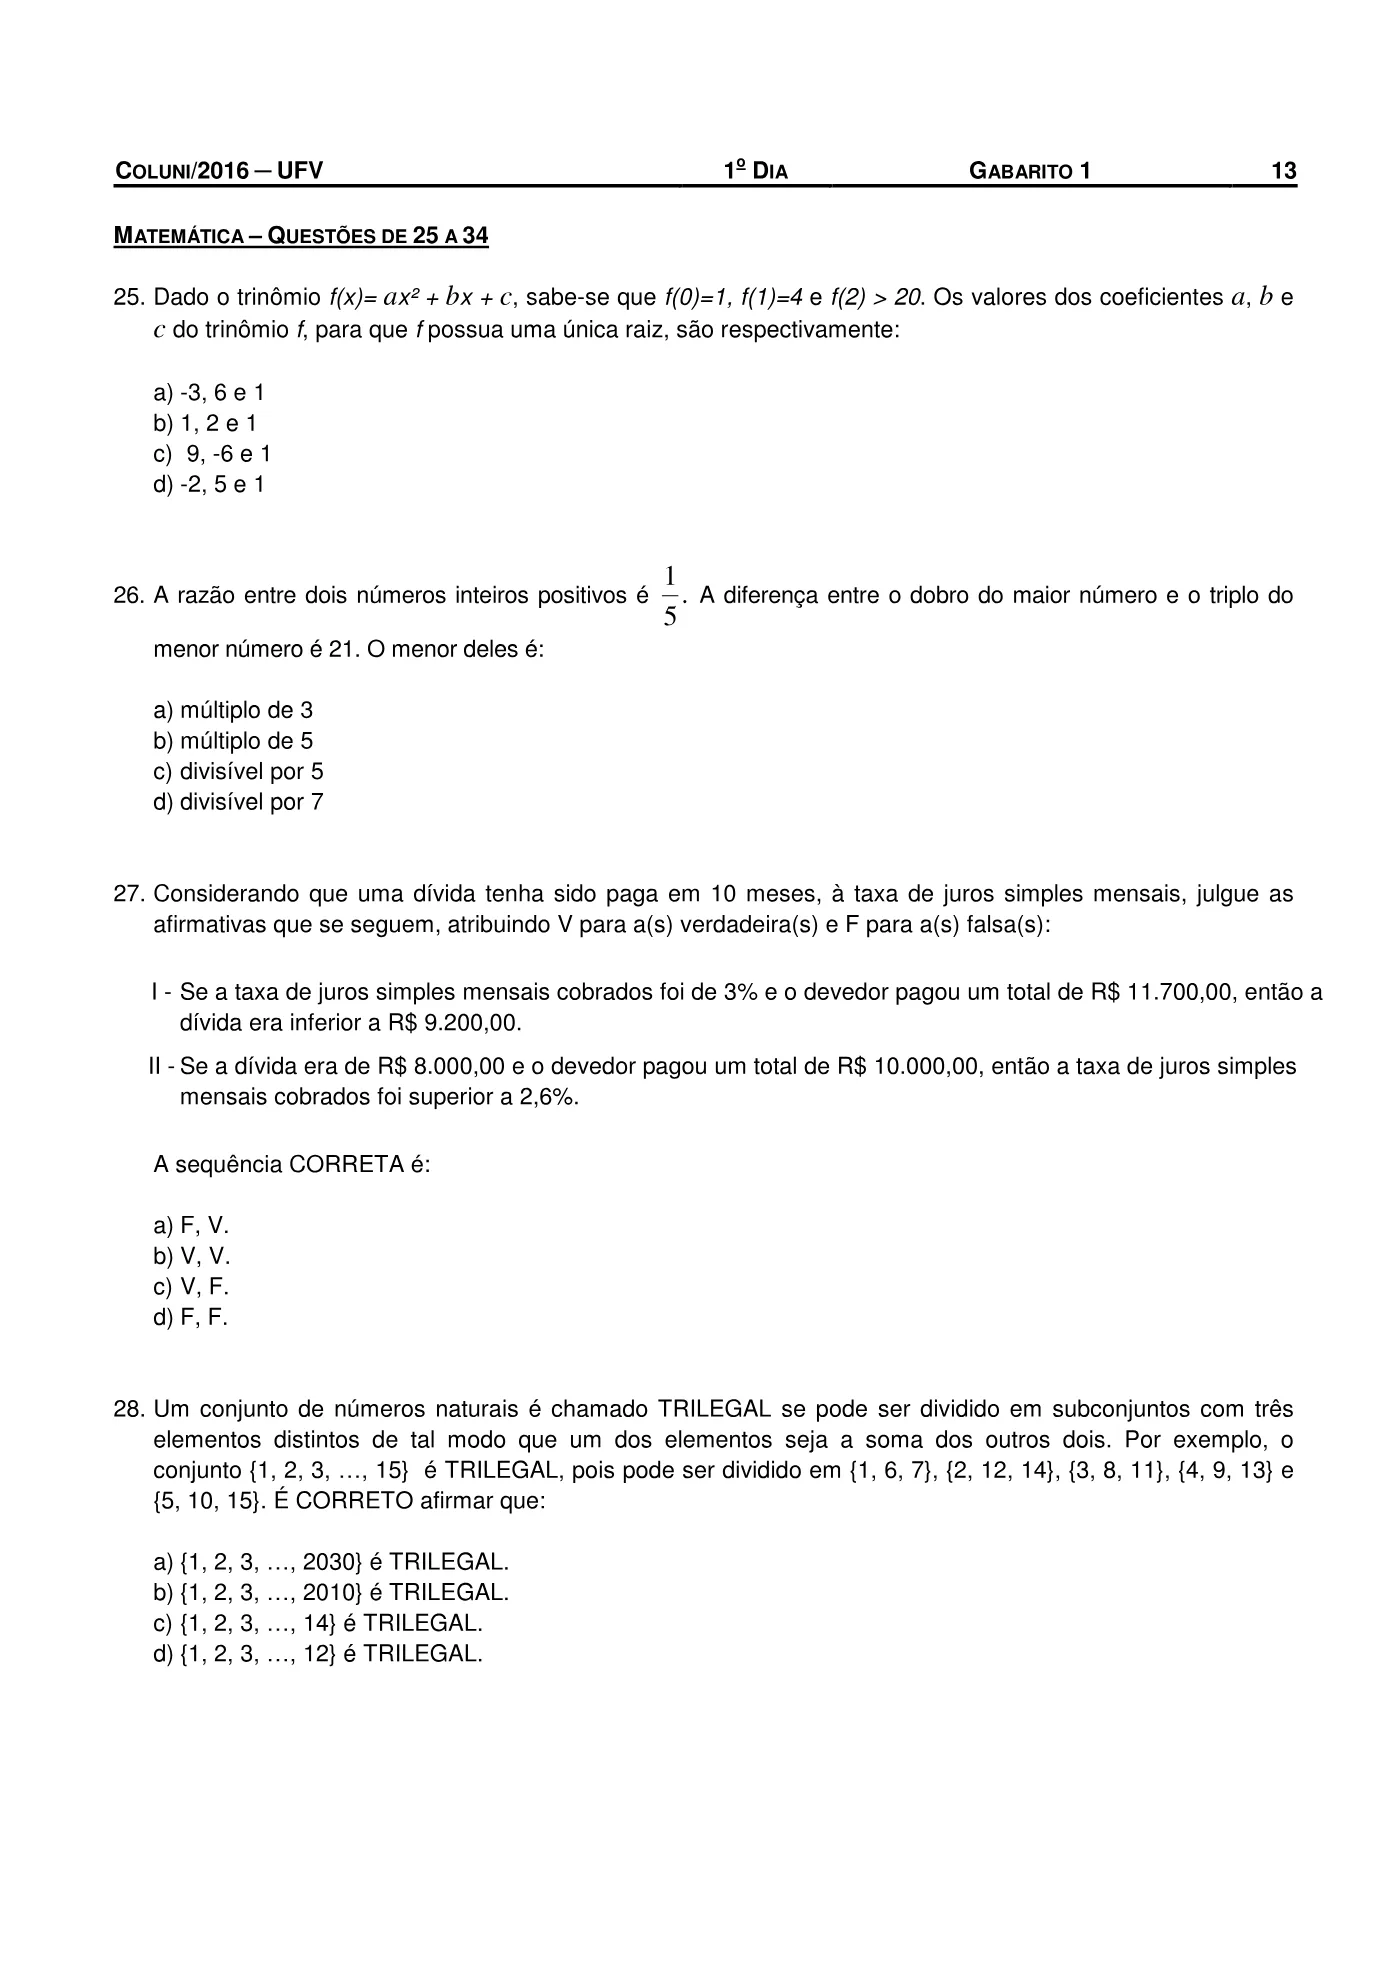 COLUNI/2016 — UFV 1º DIA GABARITO 1 13
MATEMÁTICA – QUESTÕES DE 25 A 34
25. Dado o trinômio f(x)= ax² + bx + c, sabe-se que f(0)=1, f(1)=4 e f(2) > 20. Os valores dos coeficientes a, b e
c do trinômio f, para que f possua uma única raiz, são respectivamente:
a) -3, 6 e 1
b) 1, 2 e 1
c) 9, -6 e 1
d) -2, 5 e 1
26. A razão entre dois números inteiros positivos é 1/5. A diferença entre o dobro do maior número e o triplo do
menor número é 21. O menor deles é:
a) múltiplo de 3
b) múltiplo de 5
c) divisível por 5
d) divisível por 7
27. Considerando que uma dívida tenha sido paga em 10 meses, à taxa de juros simples mensais, julgue as
afirmativas que se seguem, atribuindo V para a(s) verdadeira(s) e F para a(s) falsa(s):
I - Se a taxa de juros simples mensais cobrados foi de 3% e o devedor pagou um total de R$ 11.700,00, então a
dívida era inferior a R$ 9.200,00.
II - Se a dívida era de R$ 8.000,00 e o devedor pagou um total de R$ 10.000,00, então a taxa de juros simples
mensais cobrados foi superior a 2,6%.
A sequência CORRETA é:
a) F, V.
b) V, V.
c) V, F.
d) F, F.
28. Um conjunto de números naturais é chamado TRILEGAL se pode ser dividido em subconjuntos com três
elementos distintos de tal modo que um dos elementos seja a soma dos outros dois. Por exemplo, o
conjunto {1, 2, 3, …, 15} é TRILEGAL, pois pode ser dividido em {1, 6, 7}, {2, 12, 14}, {3, 8, 11}, {4, 9, 13} e
{5, 10, 15}. É CORRETO afirmar que:
a) {1, 2, 3, …, 2030} é TRILEGAL.
b) {1, 2, 3, …, 2010} é TRILEGAL.
c) {1, 2, 3, …, 14} é TRILEGAL.
d) {1, 2, 3, …, 12} é TRILEGAL.